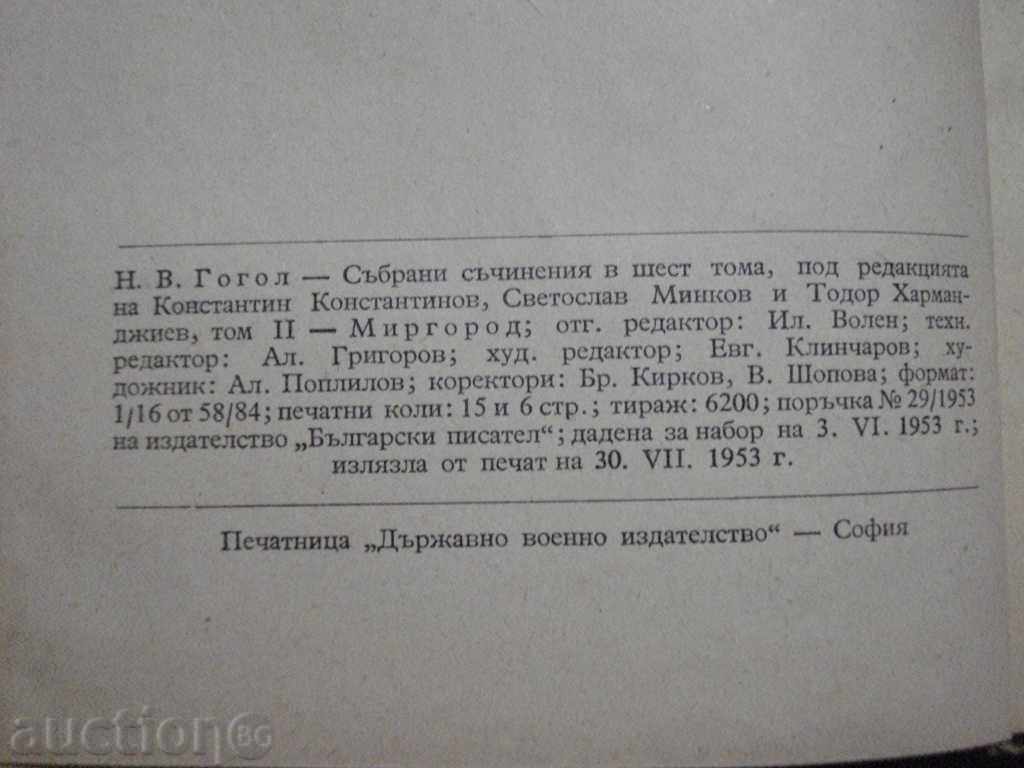 Н. В. Гогол — Събрани съчинения в шест тома, под редакцията
на Константин Константинов, Светослав Минков и Тодор Харман-
джиев, том II — Миргород; отг. редактор: Ил. Волен; техн.
редактор: Ал. Григоров; худ. редактор; Евг. Клинчаров; ху-
дожник: Ал. Поплилов; коректори: Бр. Кирков, В. Шопова; формат:
1/16 от 58/84; печатни коли: 15 и 6 стр.; тираж: 6200; поръчка № 29/1953
на издателство „Български писател“; дадена за набор на 3. VI. 1953 г.;
излязла от печат на 30. VII. 1953 г.
Печатница „Държавно военно издателство“ — София
auction BG